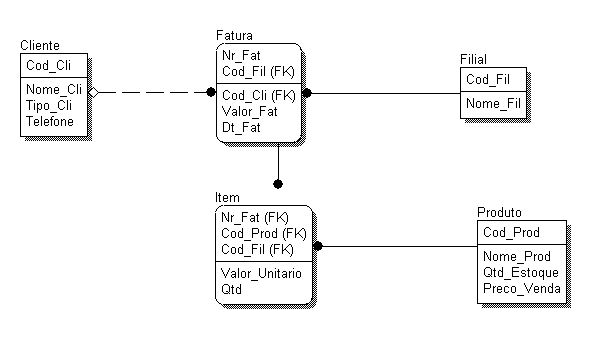 Cliente
Cod_Cli
Nome_Cli
Tipo_Cli
Telefone
Fatura
Nr_Fat
Cod_Fil (FK)
Cod_Cli (FK)
Valor_Fat
Dt_Fat
Filial
Cod_Fil
Nome_Fil
Item
Nr_Fat (FK)
Cod_Prod (FK)
Cod_Fil (FK)
Valor_Unitario
Qtd
Produto
Cod_Prod
Nome_Prod
Qtd_Estoque
Preco_Venda